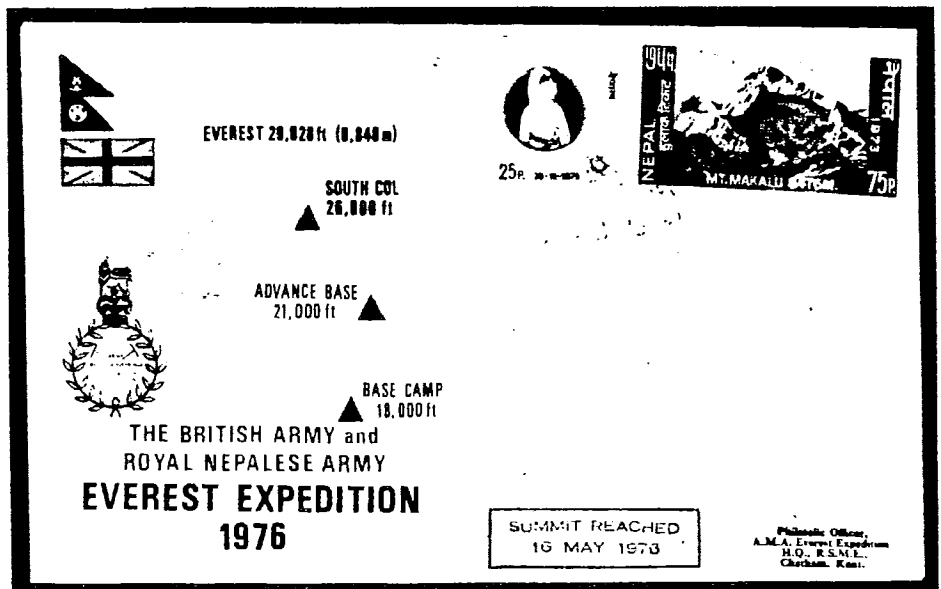 EVEREST 29,028 ft (8,848 m)
SOUTH COL
26,000 ft
ADVANCE BASE
21,000 ft
BASE CAMP
18,000 ft
THE BRITISH ARMY and
ROYAL NEPALESE ARMY
EVEREST EXPEDITION
1976
25P.
NEPAL
नेपाल
1973
MT. MAKALU
75P.
SUMMIT REACHED
16 MAY 1976
Philatelic Officer,
A.M.A. Everest Expedition
H.Q., R.S.M.E.,
Chatham, Kent.